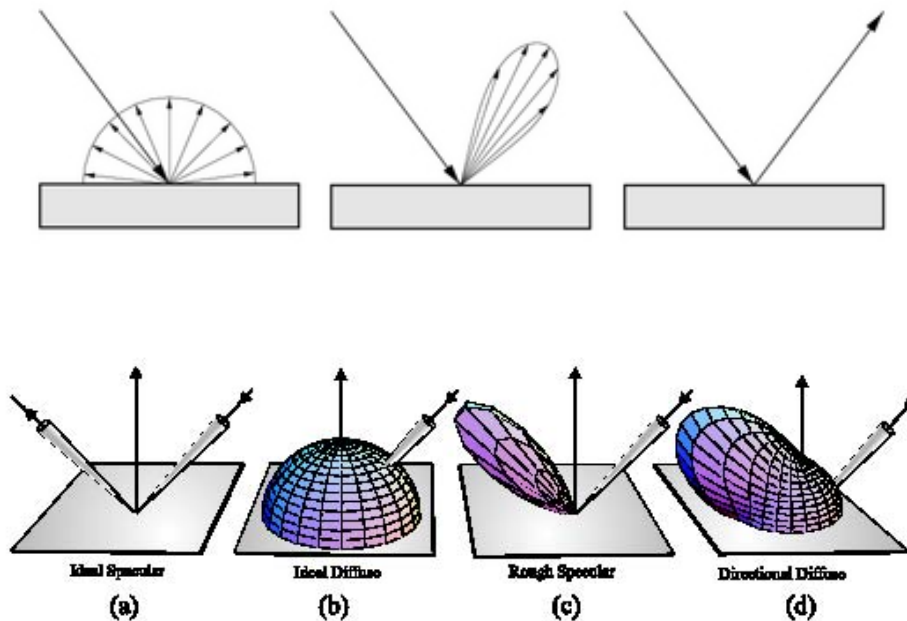 Ideal Specular
Ideal Diffuse
Rough Specular
Directional Diffuse
(a)
(b)
(c)
(d)